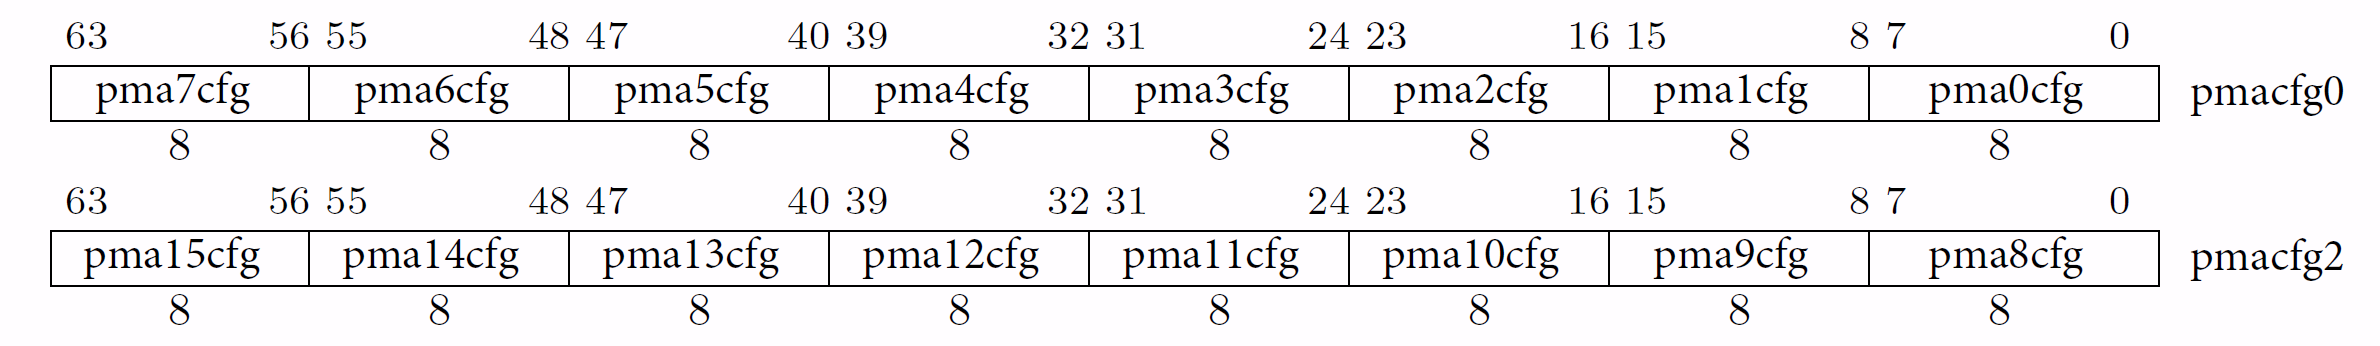 63 56 55 48 47 40 39 32 31 24 23 16 15 8 7 0
pma7cfg pma6cfg pma5cfg pma4cfg pma3cfg pma2cfg pma1cfg pma0cfg pmacfg0
8 8 8 8 8 8 8 8
63 56 55 48 47 40 39 32 31 24 23 16 15 8 7 0
pma15cfg pma14cfg pma13cfg pma12cfg pma11cfg pma10cfg pma9cfg pma8cfg pmacfg2
8 8 8 8 8 8 8 8